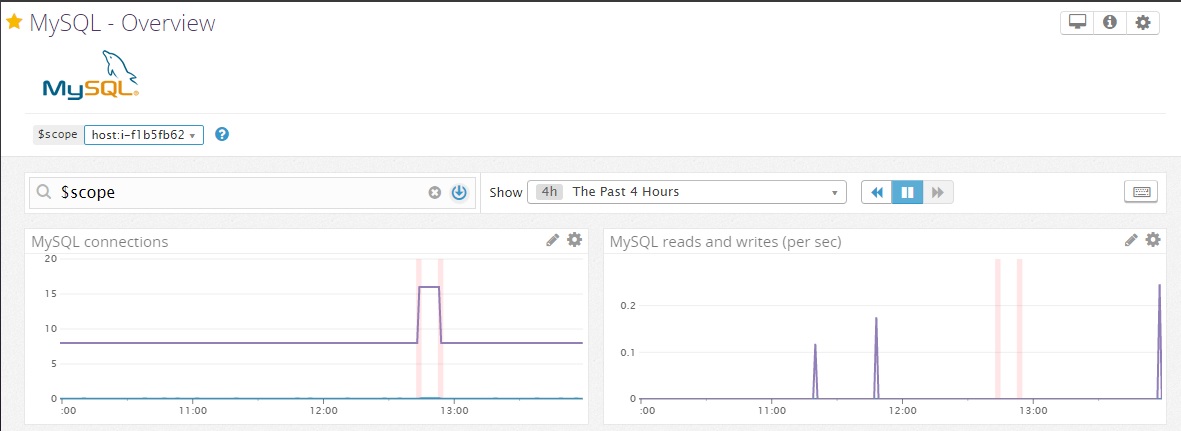 MySQL - Overview
MySQL®
$scope host:i-f1b5fb62
$scope
Show 4h The Past 4 Hours
MySQL connections
20
15
10
5
0
:00 11:00 12:00 13:00
MySQL reads and writes (per sec)
0.2
0.1
0
:00 11:00 12:00 13:00